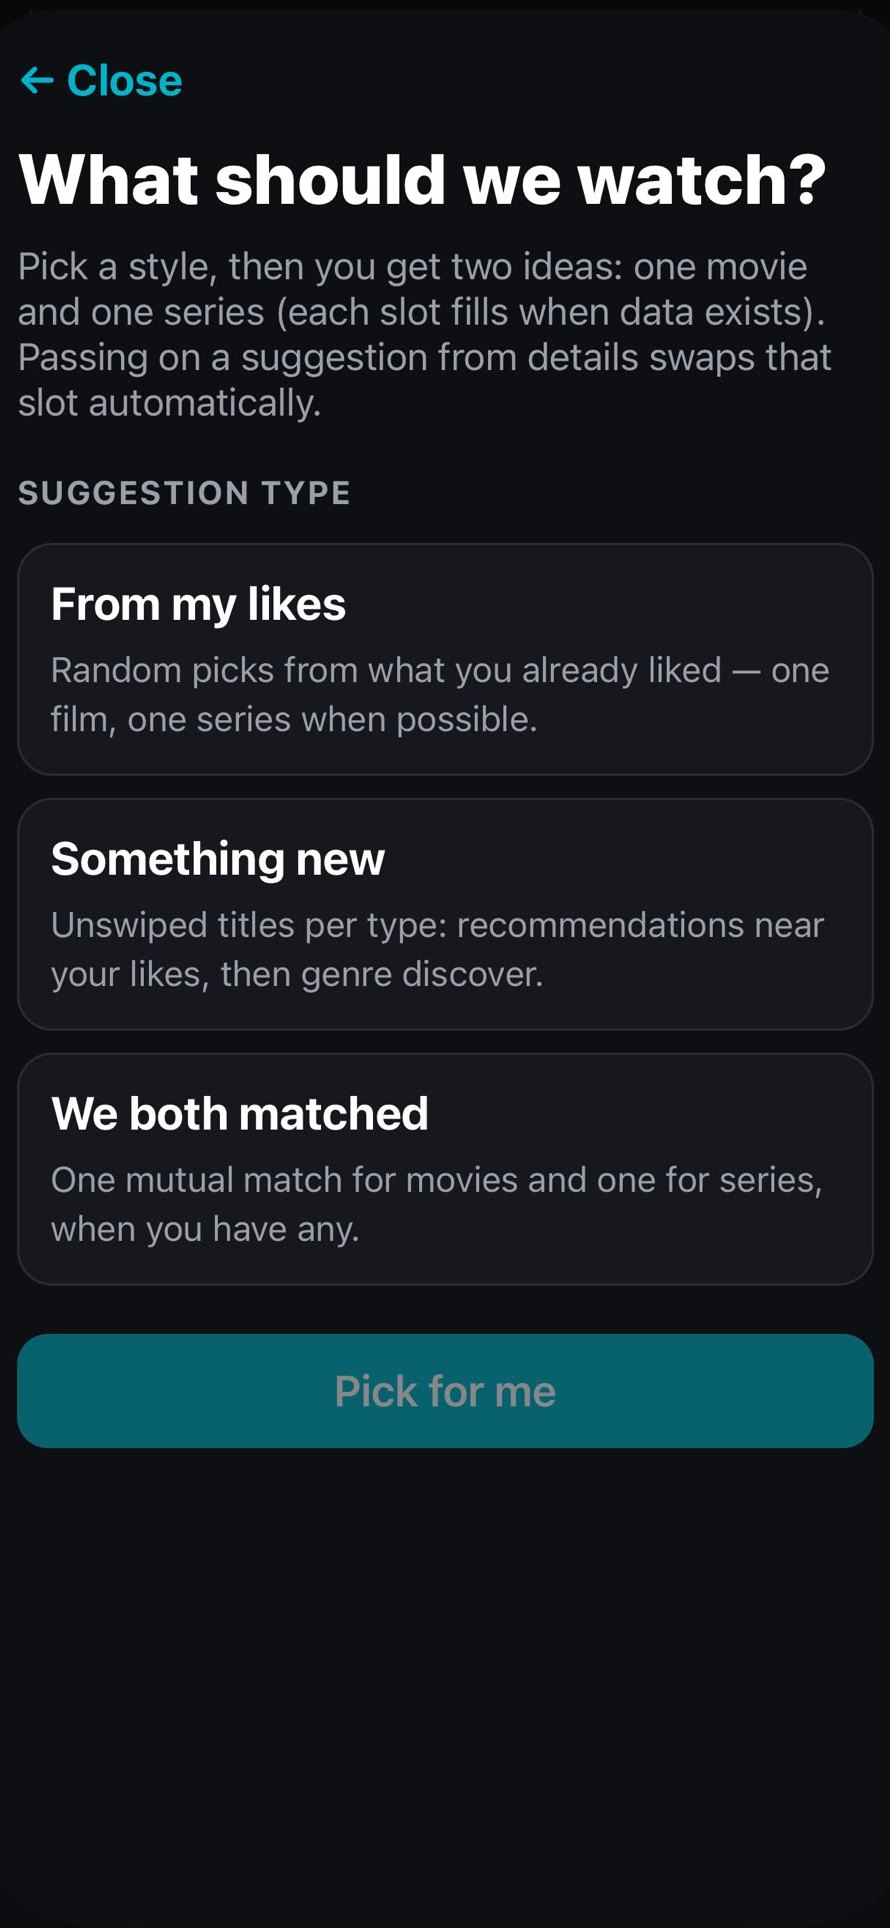 ← Close
What should we watch?
Pick a style, then you get two ideas: one movie
and one series (each slot fills when data exists).
Passing on a suggestion from details swaps that
slot automatically.
SUGGESTION TYPE
From my likes
Random picks from what you already liked — one
film, one series when possible.
Something new
Unswiped titles per type: recommendations near
your likes, then genre discover.
We both matched
One mutual match for movies and one for series,
when you have any.
Pick for me